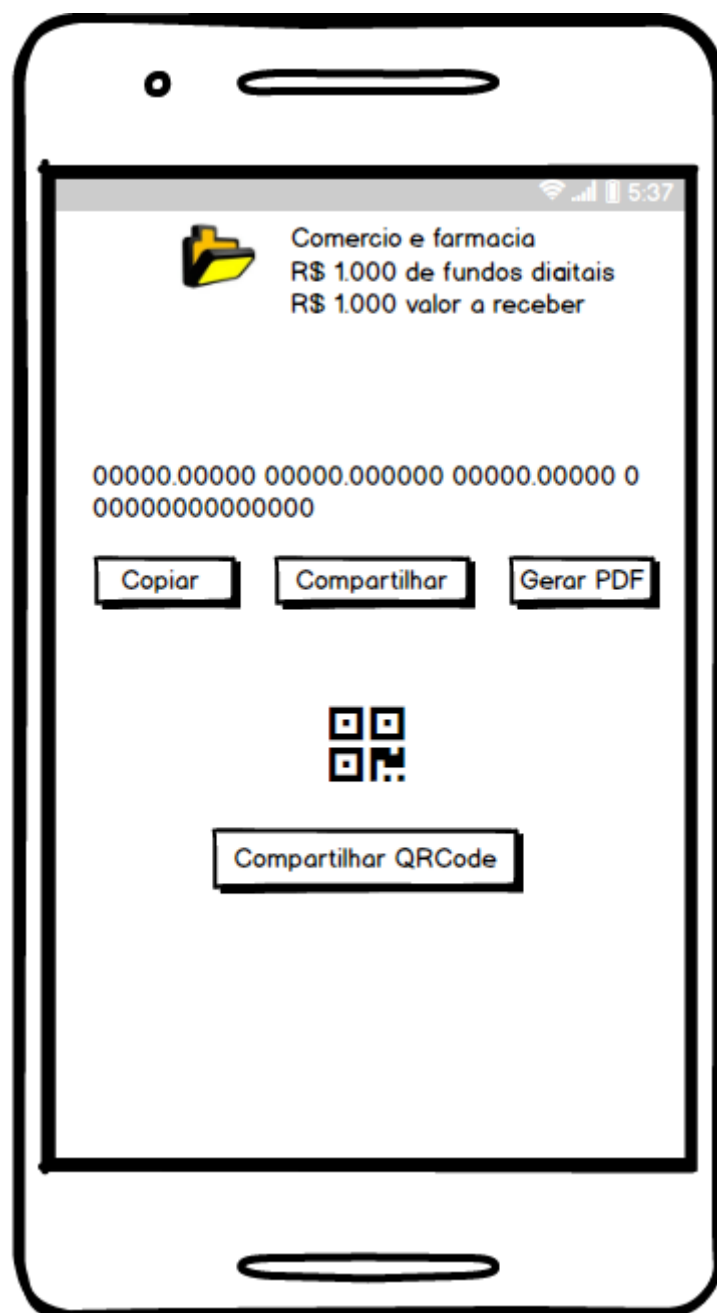 5:37
Comercio e farmacia
R$ 1.000 de fundos diaitais
R$ 1.000 valor a receber
00000.00000 00000.000000 00000.00000 0
00000000000000
Copiar Compartilhar Gerar PDF
Compartilhar QRCode